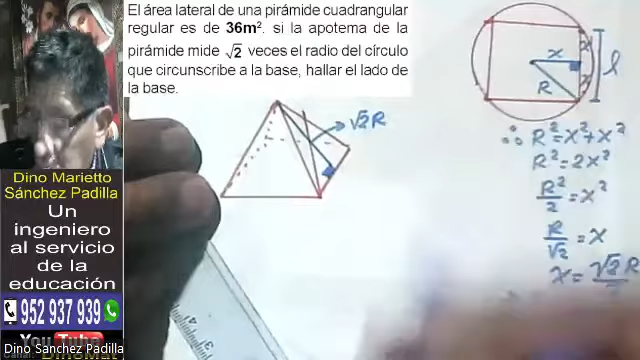 El área lateral de una pirámide cuadrangular
regular es de 36m². si la apotema de la
pirámide mide √2 veces el radio del círculo
que circunscribe a la base, hallar el lado de
la base.
√2 R
x
x
x
R
l
∴ R²=x²+x²
R²=2x²
R²/2=x²
R/√2=x
x=√2R
Dino Marietto
Sánchez Padilla
Un
ingeniero
al servicio
de la
educación
952 937 939
You Tube
Dino Sanchez Padilla